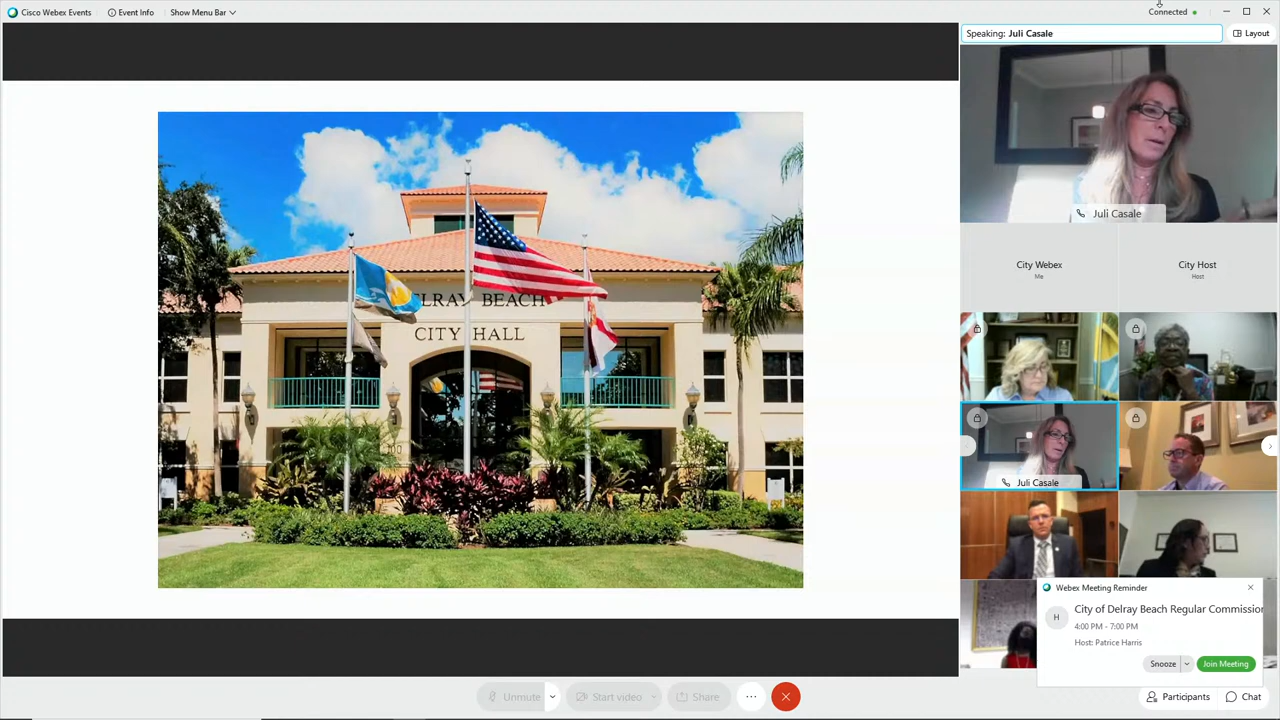 Cisco Webex Events
Event Info
Show Menu Bar
Connected
Speaking: Juli Casale
Layout
Juli Casale
City Webex
Me
City Host
Host
ELRAY BEACH
CITY HALL
Juli Casale
Webex Meeting Reminder
H
City of Delray Beach Regular Commission
4:00 PM - 7:00 PM
Host: Patrice Harris
Snooze
Join Meeting
Unmute
Start video
Share
Participants
Chat